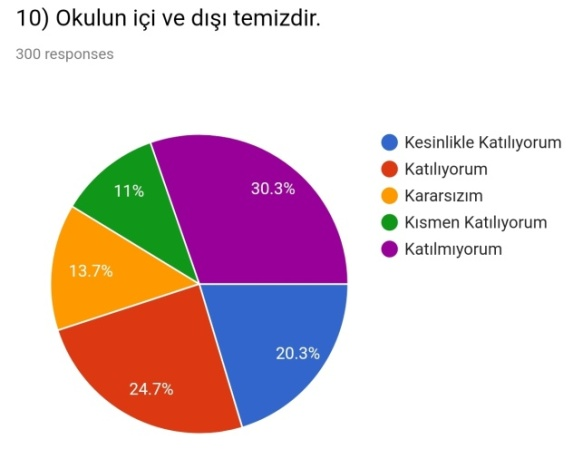 10) Okulun içi ve dışı temizdir.
300 responses
Kesinlikle Katılıyorum
Katılıyorum
Kararsızım
Kısmen Katılıyorum
Katılmıyorum
30.3%
11%
13.7%
20.3%
24.7%